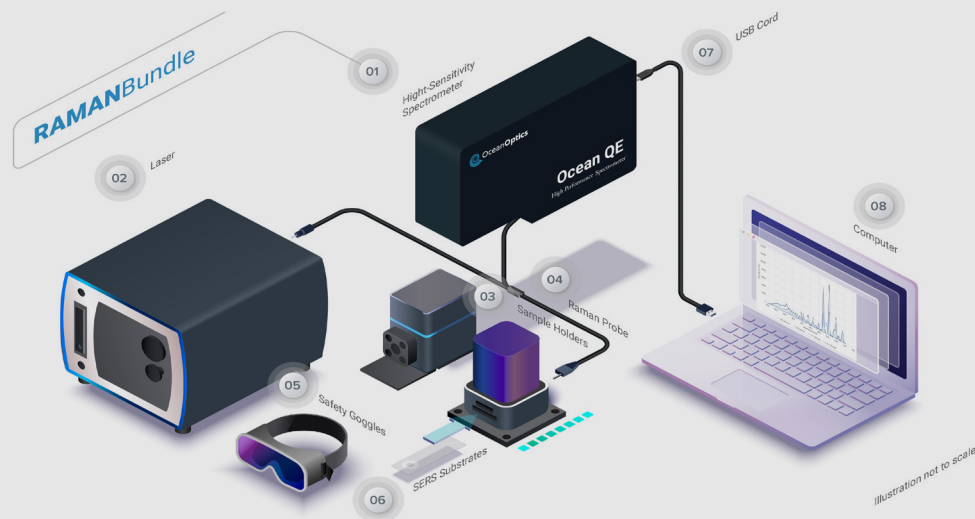 RAMANBundle
01
Hight-Sensitivity
Spectrometer
02
Laser
03
Sample Holders
04
Raman Probe
05
Safety Goggles
06
SERS Substrates
07
USB Cord
08
Computer
OceanOptics
Ocean QE
High Performance Spectrometer
Illustration not to scale